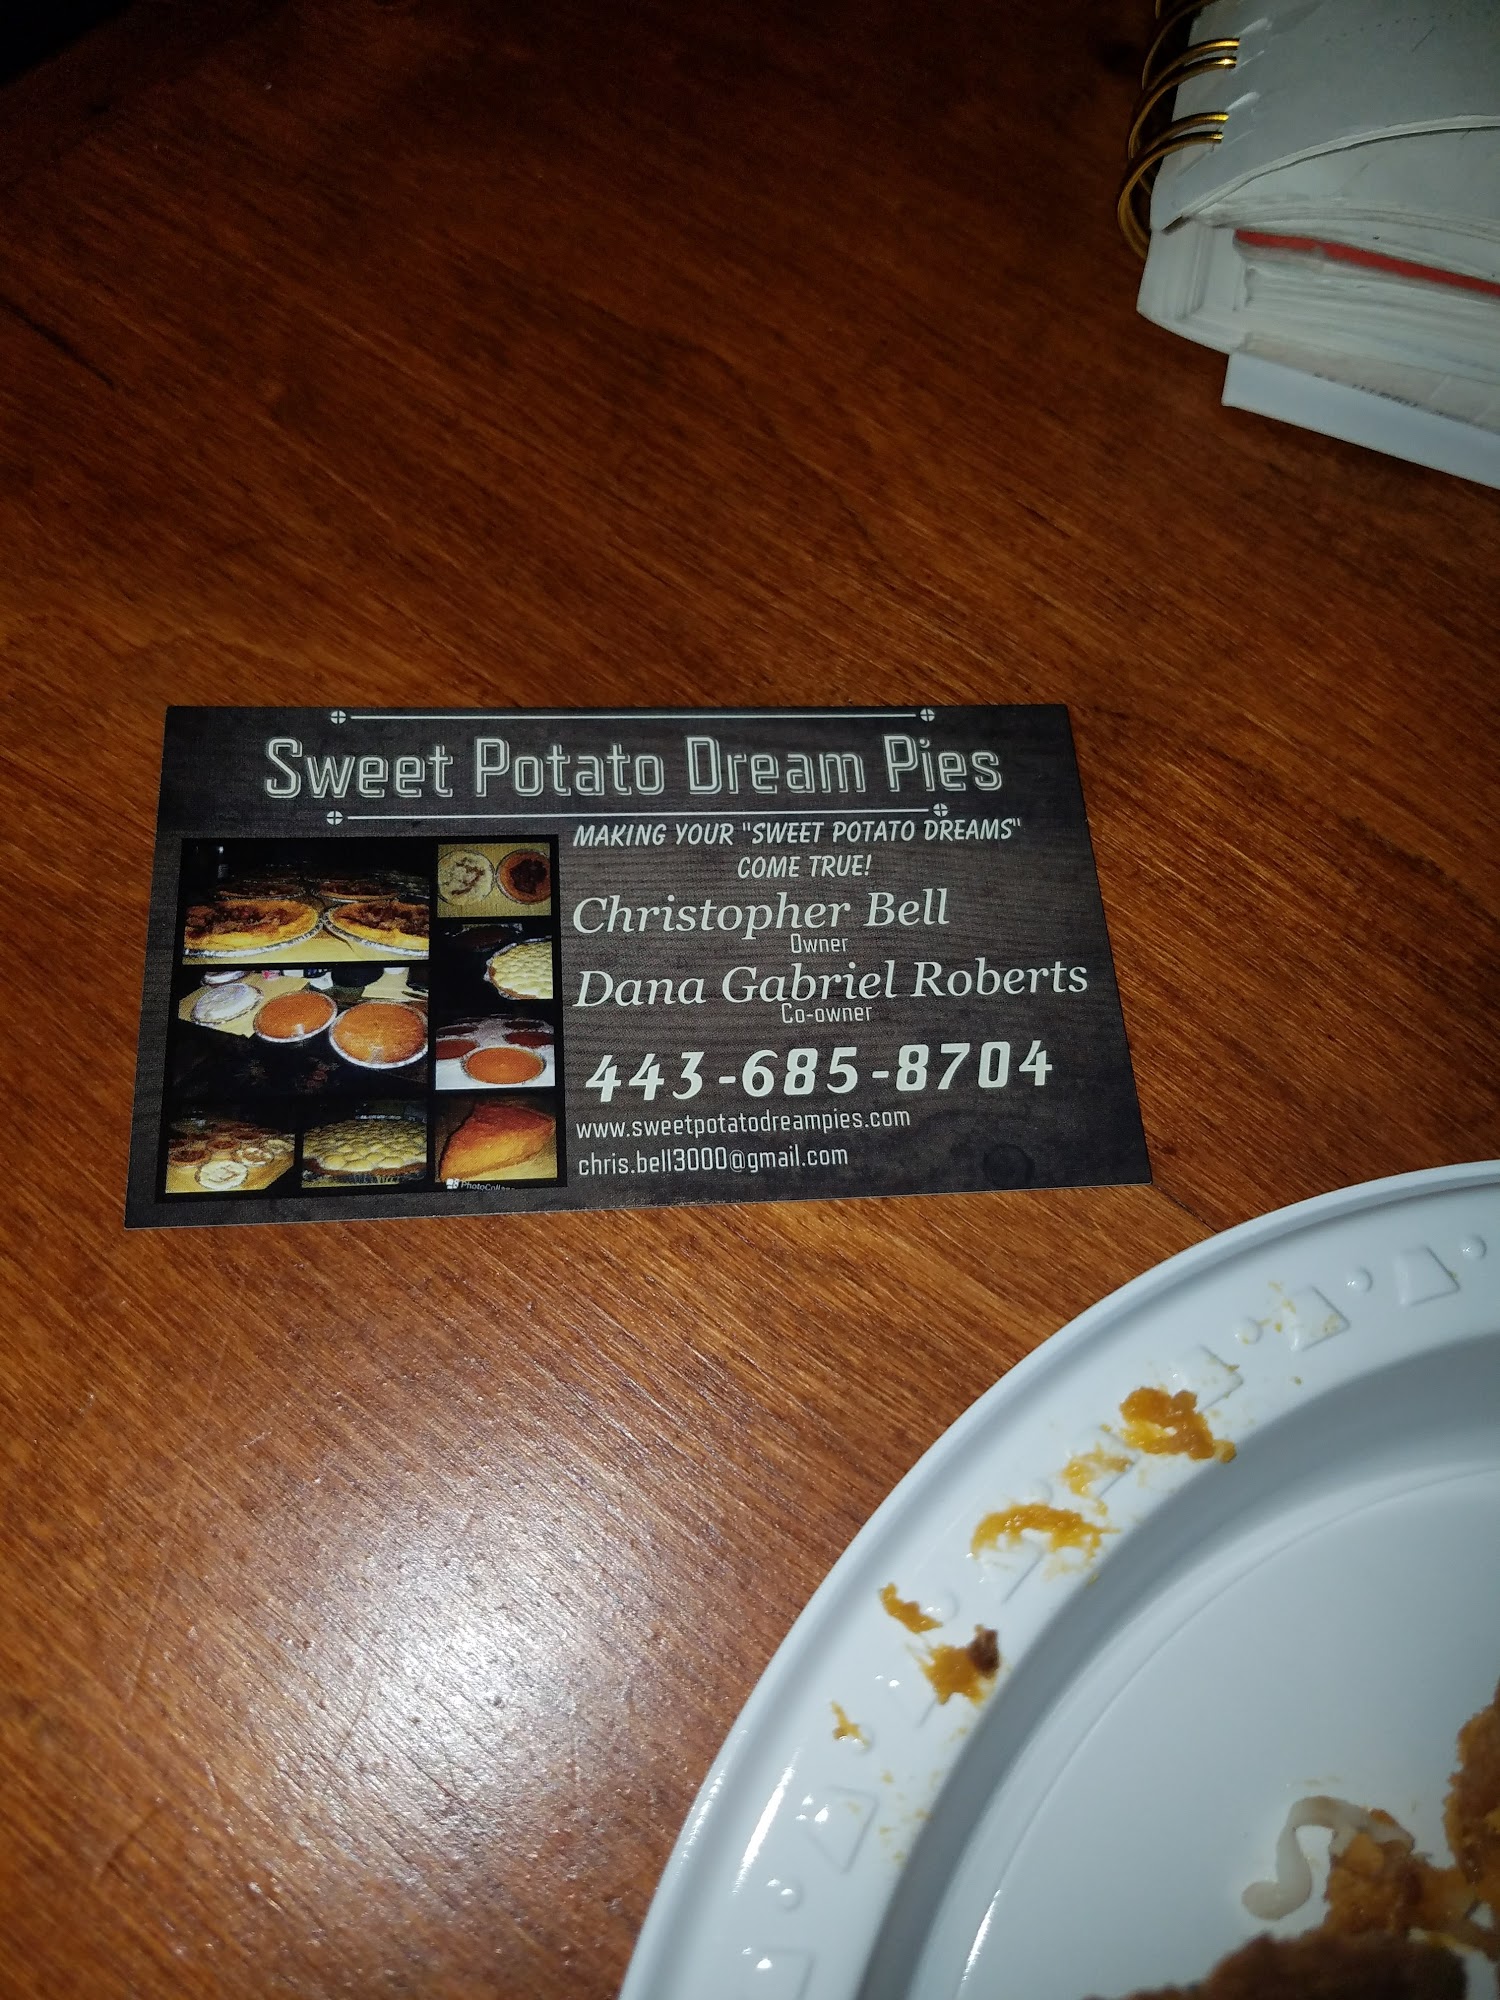 Sweet Potato Dream Pies
MAKING YOUR "SWEET POTATO DREAMS"
COME TRUE!
Christopher Bell
Owner
Dana Gabriel Roberts
Co-owner
443-685-8704
www.sweetpotatodreampies.com
chris.bell3000@gmail.com